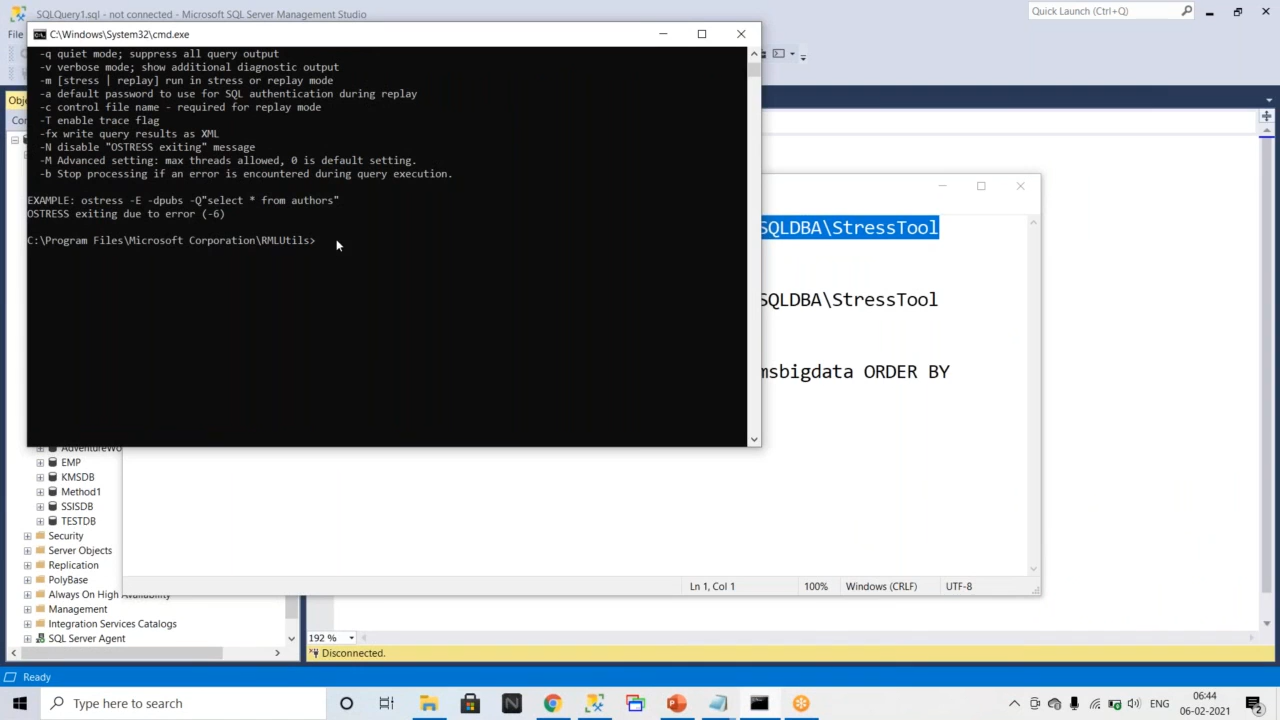 SQLQuery1.sql - not connected - Microsoft SQL Server Management Studio
Quick Launch (Ctrl+Q)
File
C:\Windows\System32\cmd.exe
-q quiet mode; suppress all query output
-v verbose mode; show additional diagnostic output
-m [stress | replay] run in stress or replay mode
-a default password to use for SQL authentication during replay
-c control file name - required for replay mode
-T enable trace flag
-fx write query results as XML
-N disable "OSTRESS exiting" message
-M Advanced setting: max threads allowed, 0 is default setting.
-b Stop processing if an error is encountered during query execution.
EXAMPLE: ostress -E -dpubs -Q"select * from authors"
OSTRESS exiting due to error (-6)
C:\Program Files\Microsoft Corporation\RMLUtils>
Obj
Con
SQLDBA\StressTool
SQLDBA\StressTool
msbigdata ORDER BY
AdventureWo
EMP
KMSDB
Method1
SSISDB
TESTDB
Security
Server Objects
Replication
PolyBase
Always On High Availability
Management
Integration Services Catalogs
SQL Server Agent
Ln 1, Col 1
100%
Windows (CRLF)
UTF-8
192 %
Disconnected.
Ready
Type here to search
ENG
06:44
06-02-2021
2